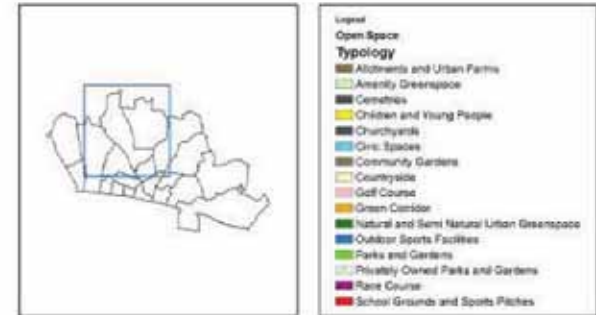 Legend
Open Space
Typology
Allotments and Urban Farms
Amenity Greenspace
Cemetries
Children and Young People
Churchyards
Civic Spaces
Community Gardens
Countryside
Golf Course
Green Corridor
Natural and Semi Natural Urban Greenspace
Outdoor Sports Facilities
Parks and Gardens
Privately Owned Parks and Gardens
Race Course
School Grounds and Sports Pitches